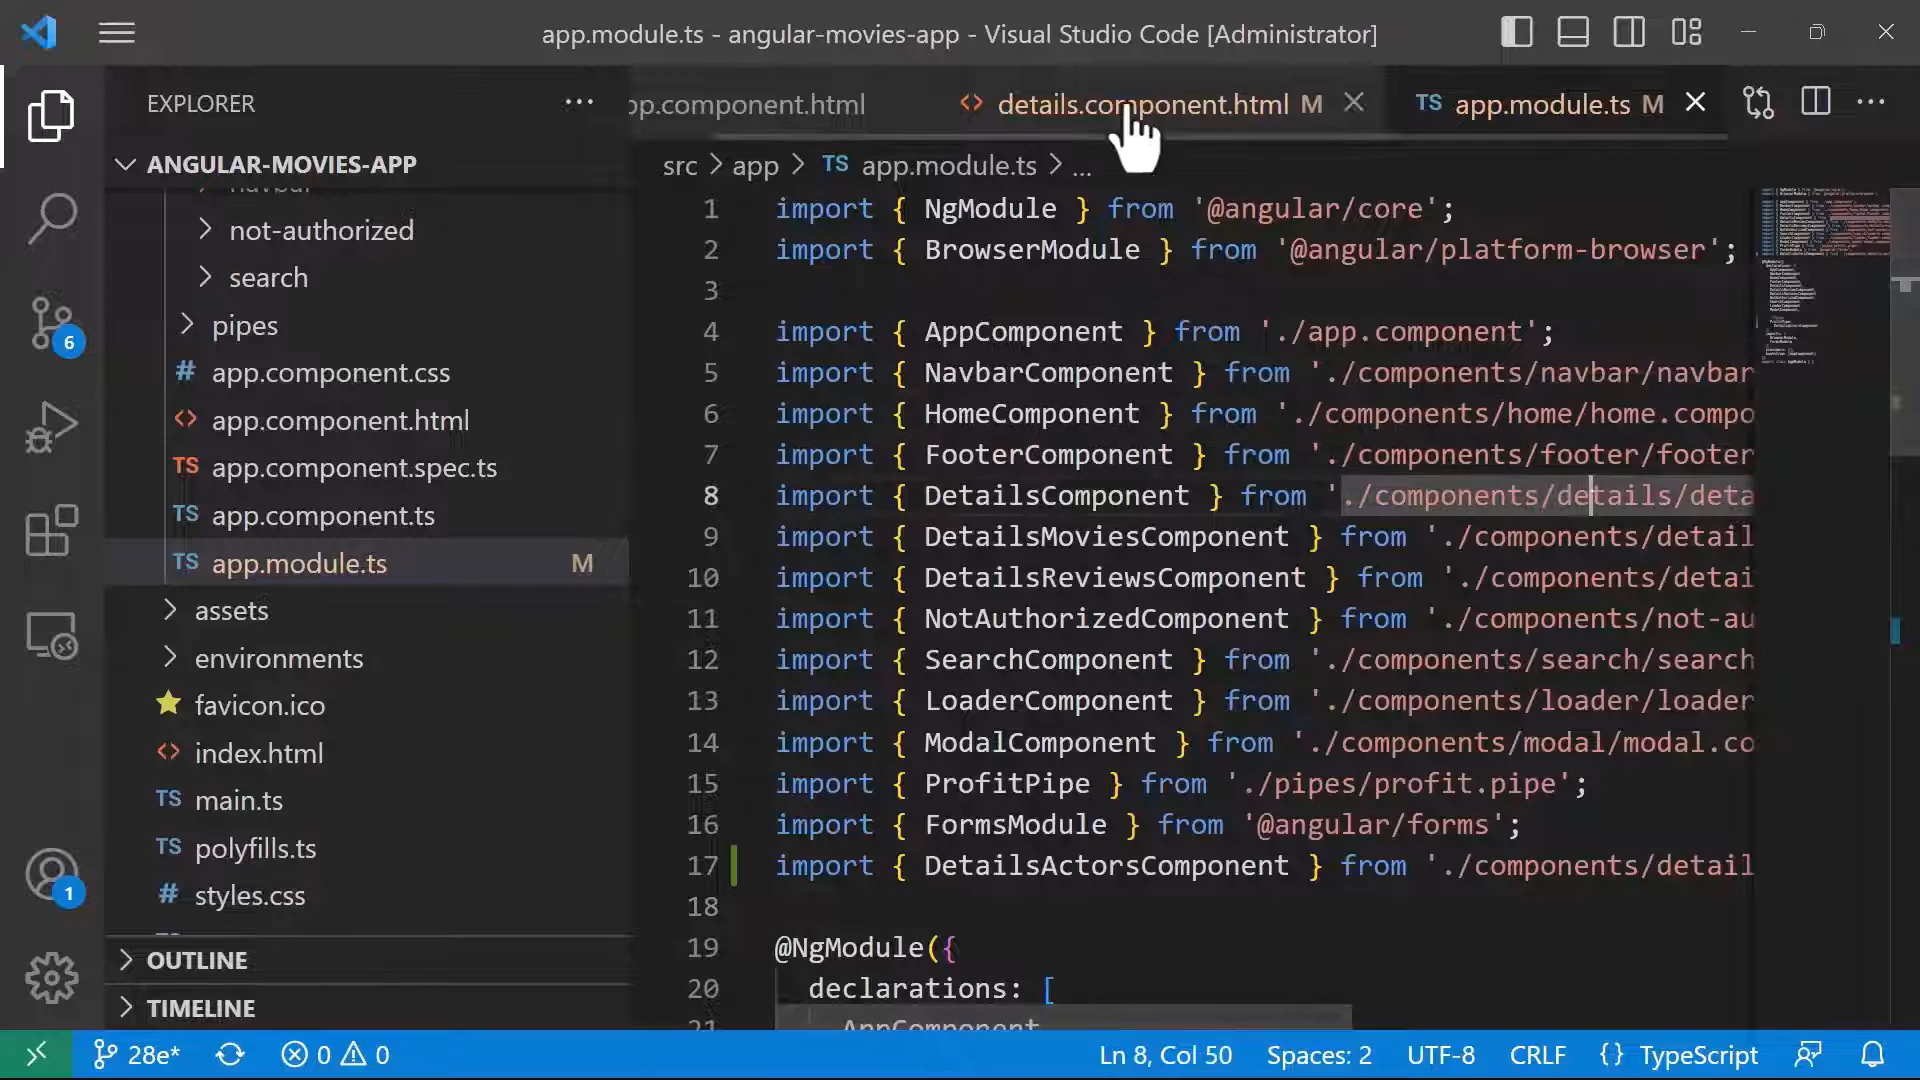 app.module.ts - angular-movies-app - Visual Studio Code [Administrator]
EXPLORER
ANGULAR-MOVIES-APP
navbar
not-authorized
search
pipes
# app.component.css
<> app.component.html
TS app.component.spec.ts
TS app.component.ts
TS app.module.ts M
assets
environments
favicon.ico
<> index.html
TS main.ts
TS polyfills.ts
# styles.css
OUTLINE
TIMELINE
6
1
pp.component.html
<> details.component.html M
TS app.module.ts M
src > app > TS app.module.ts > ...
1 import { NgModule } from '@angular/core';
2 import { BrowserModule } from '@angular/platform-browser';
3
4 import { AppComponent } from './app.component';
5 import { NavbarComponent } from './components/navbar/navbar
6 import { HomeComponent } from './components/home/home.compo
7 import { FooterComponent } from './components/footer/footer
8 import { DetailsComponent } from './components/details/deta
9 import { DetailsMoviesComponent } from './components/detail
10 import { DetailsReviewsComponent } from './components/detai
11 import { NotAuthorizedComponent } from './components/not-au
12 import { SearchComponent } from './components/search/search
13 import { LoaderComponent } from './components/loader/loader
14 import { ModalComponent } from './components/modal/modal.co
15 import { ProfitPipe } from './pipes/profit.pipe';
16 import { FormsModule } from '@angular/forms';
17 import { DetailsActorsComponent } from './components/detail
18
19 @NgModule({
20 declarations: [
21 AppComponent
28e* 0 0 Ln 8, Col 50 Spaces: 2 UTF-8 CRLF {} TypeScript